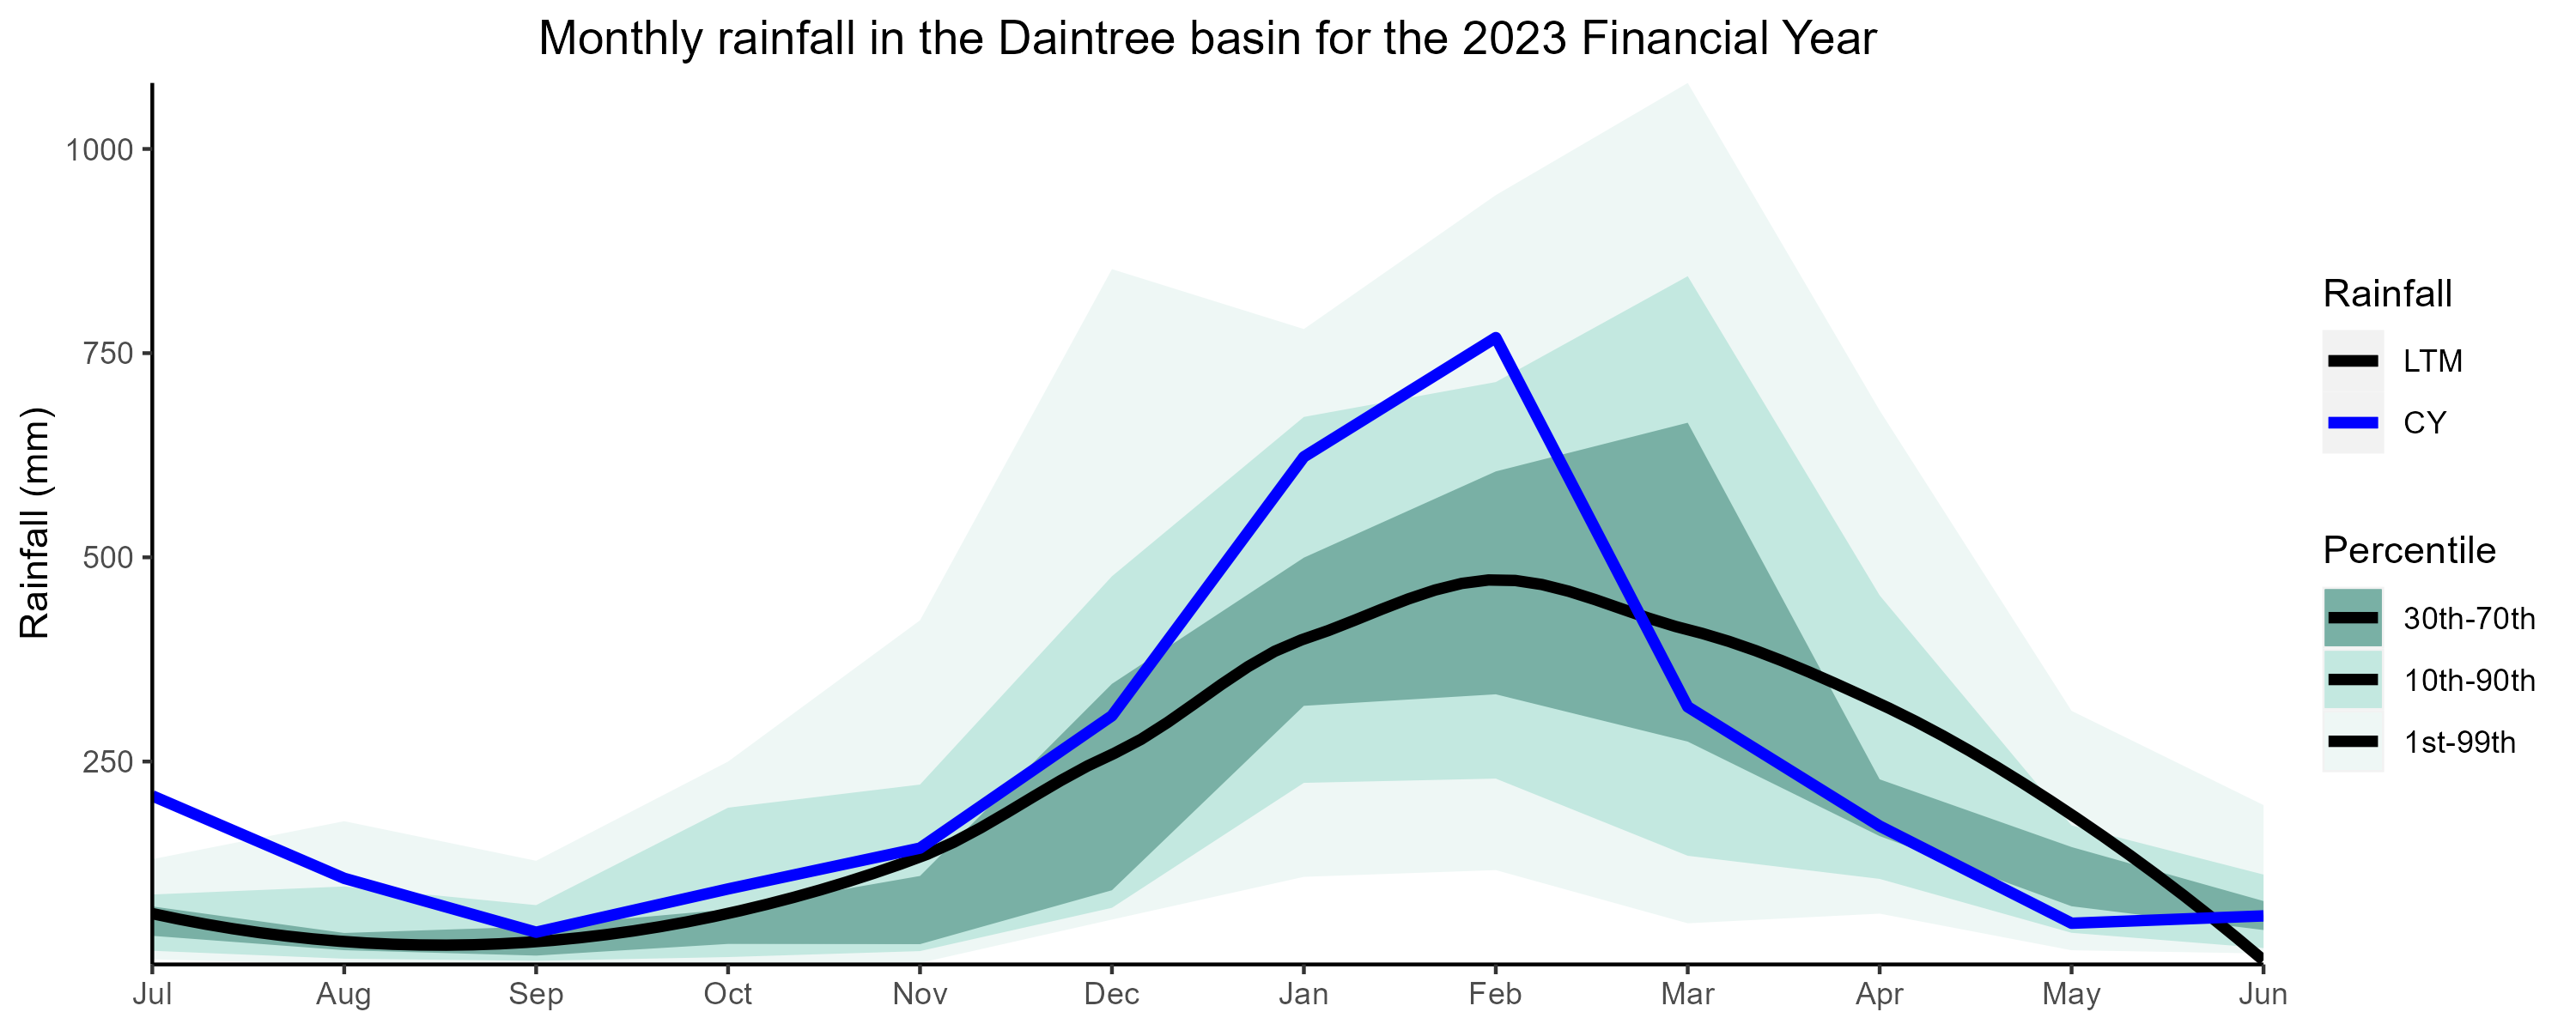 Monthly rainfall in the Daintree basin for the 2023 Financial Year
Rainfall (mm)
1000
750
500
250
Jul Aug Sep Oct Nov Dec Jan Feb Mar Apr May Jun
Rainfall
LTM
CY
Percentile
30th-70th
10th-90th
1st-99th